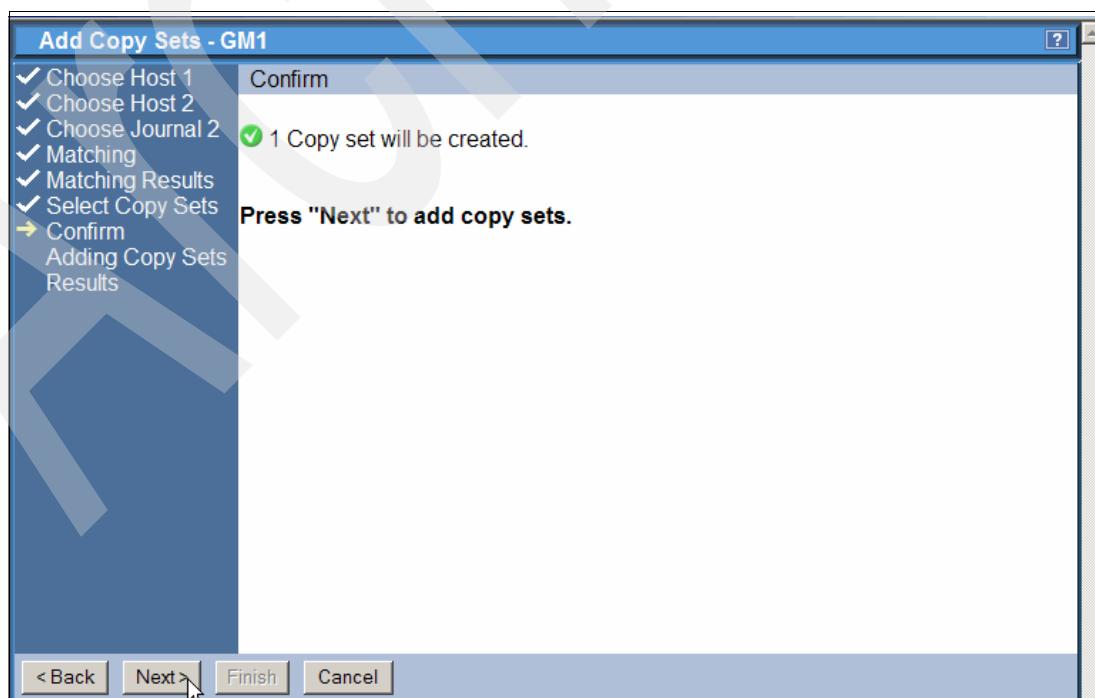 Add Copy Sets - GM1
?
Choose Host 1
Choose Host 2
Choose Journal 2
Matching
Matching Results
Select Copy Sets
Confirm
Adding Copy Sets
Results
Confirm
1 Copy set will be created.
Press "Next" to add copy sets.
< Back
Next >
Finish
Cancel